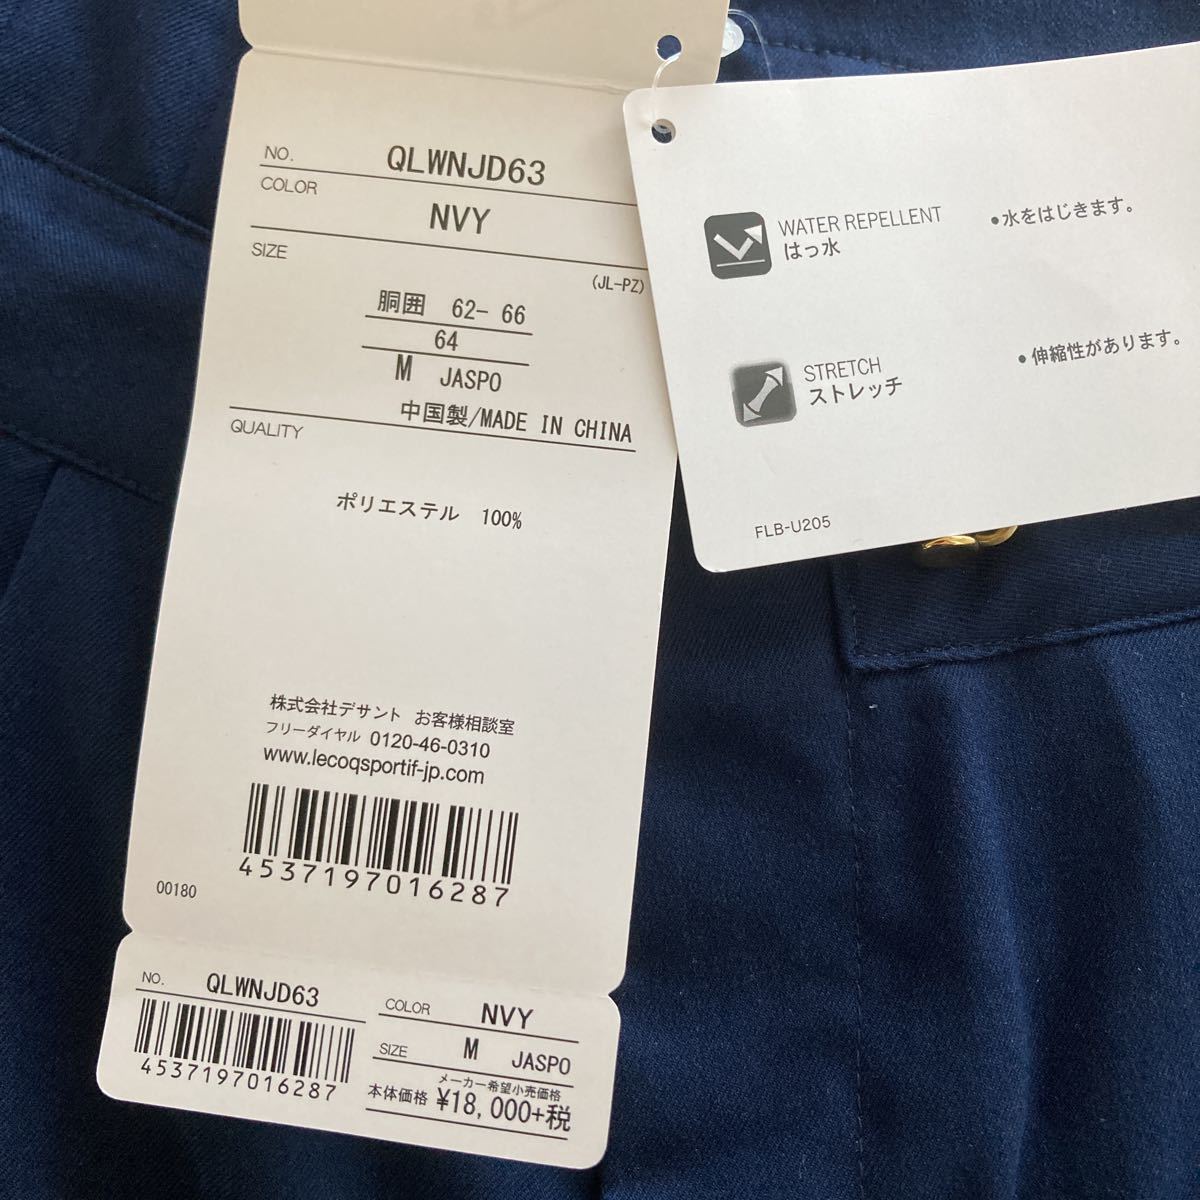 NO. QLWNJD63
COLOR
NVY
SIZE
(JL-PZ)
胴囲 62- 66
64
M JASPO
中国製/MADE IN CHINA
QUALITY
ポリエステル 100%
株式会社デサント お客様相談室
フリーダイヤル 0120-46-0310
www.lecoqsportif-jp.com
4537197016287
00180
NO. QLWNJD63
4537197016287
COLOR NVY
SIZE M JASPO
メーカー希望小売価格
本体価格 ¥18,000+税
WATER REPELLENT
はっ水
•水をはじきます。
STRETCH
ストレッチ
•伸縮性があります。
FLB-U205